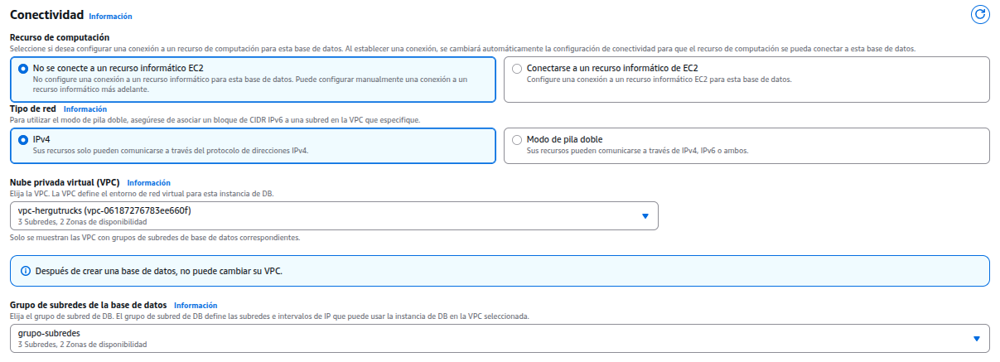 Conectividad Información
Recurso de computación
Seleccione si desea configurar una conexión a un recurso de computación para esta base de datos. Al establecer una conexión, se cambiará automáticamente la configuración de conectividad para que el recurso de computación se pueda conectar a esta base de datos.
No se conecte a un recurso informático EC2
No configure una conexión a un recurso informático para esta base de datos. Puede configurar manualmente una conexión a un
recurso informático más adelante.
Conectarse a un recurso informático de EC2
Configure una conexión a un recurso informático EC2 para esta base de datos.
Tipo de red Información
Para utilizar el modo de pila doble, asegúrese de asociar un bloque de CIDR IPv6 a una subred en la VPC que especifique.
IPv4
Sus recursos solo pueden comunicarse a través del protocolo de direcciones IPv4.
Modo de pila doble
Sus recursos pueden comunicarse a través de IPv4, IPv6 o ambos.
Nube privada virtual (VPC) Información
Elija la VPC. La VPC define el entorno de red virtual para esta instancia de DB.
vpc-hergutrucks (vpc-06187276783ee660f)
3 Subredes, 2 Zonas de disponibilidad
Solo se muestran las VPC con grupos de subredes de base de datos correspondientes.
Después de crear una base de datos, no puede cambiar su VPC.
Grupo de subredes de la base de datos Información
Elija el grupo de subred de DB. El grupo de subred de DB define las subredes e intervalos de IP que puede usar la instancia de DB en la VPC seleccionada.
grupo-subredes
3 Subredes, 2 Zonas de disponibilidad